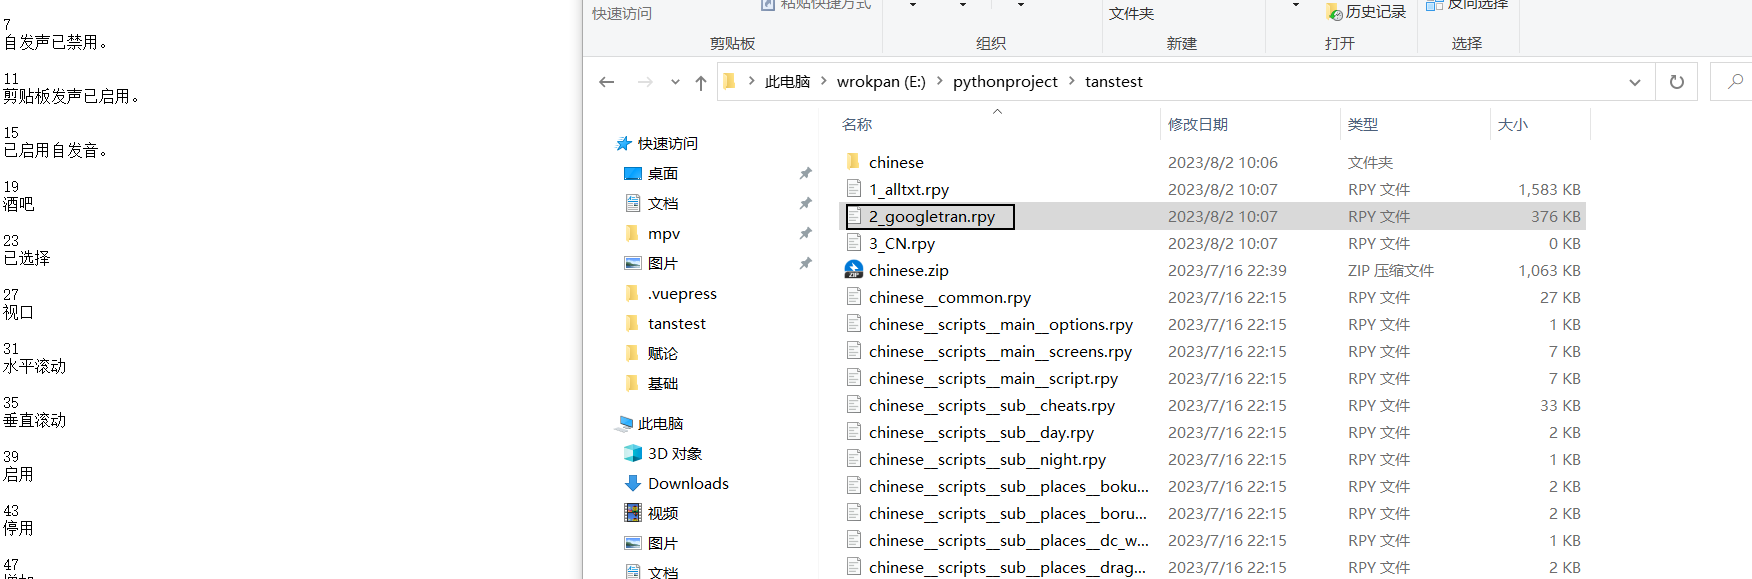 7
自发声已禁用。
11
剪贴板发声已启用。
15
已启用自发音。
19
酒吧
23
已选择
27
视口
31
水平滚动
35
垂直滚动
39
启用
43
停用
47
快速访问
粘贴快捷方式
文件夹
历史记录
反向选择
剪贴板
组织
新建
打开
选择
此电脑 > wrokpan (E:) > pythonproject > tanstest
快速访问
桌面
文档
mpv
图片
.vuepress
tanstest
赋论
基础
此电脑
3D 对象
Downloads
视频
图片
文档
名称 修改日期 类型 大小
chinese 2023/8/2 10:06 文件夹
1_alltxt.rpy 2023/8/2 10:07 RPY 文件 1,583 KB
2_googletran.rpy 2023/8/2 10:07 RPY 文件 376 KB
3_CN.rpy 2023/8/2 10:07 RPY 文件 0 KB
chinese.zip 2023/7/16 22:39 ZIP 压缩文件 1,063 KB
chinese__common.rpy 2023/7/16 22:15 RPY 文件 27 KB
chinese__scripts__main__options.rpy 2023/7/16 22:15 RPY 文件 1 KB
chinese__scripts__main__screens.rpy 2023/7/16 22:15 RPY 文件 7 KB
chinese__scripts__main__script.rpy 2023/7/16 22:15 RPY 文件 7 KB
chinese__scripts__sub__cheats.rpy 2023/7/16 22:15 RPY 文件 33 KB
chinese__scripts__sub__day.rpy 2023/7/16 22:15 RPY 文件 2 KB
chinese__scripts__sub__night.rpy 2023/7/16 22:15 RPY 文件 1 KB
chinese__scripts__sub__places__boku... 2023/7/16 22:15 RPY 文件 2 KB
chinese__scripts__sub__places__boru... 2023/7/16 22:15 RPY 文件 2 KB
chinese__scripts__sub__places__dc_w... 2023/7/16 22:15 RPY 文件 1 KB
chinese__scripts__sub__places__drag... 2023/7/16 22:15 RPY 文件 2 KB